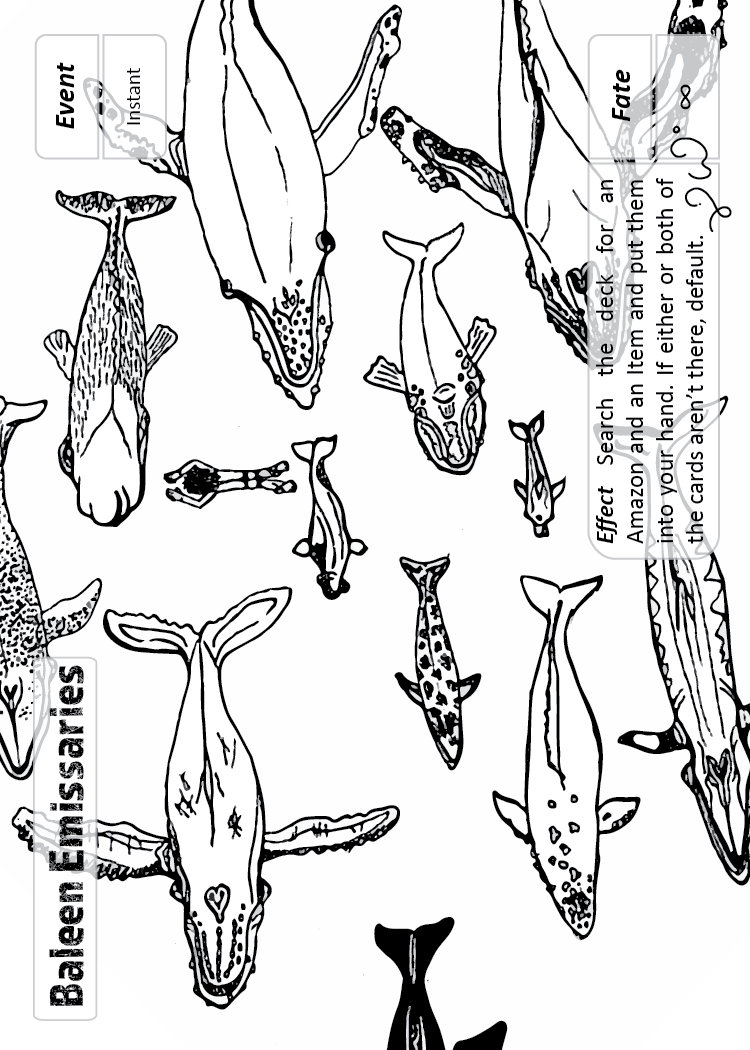 Baleen Emissaries
Event
Instant
Fate
Effect Search the deck for an
Amazon and an Item and put them
into your hand. If either or both of
the cards aren't there, default.